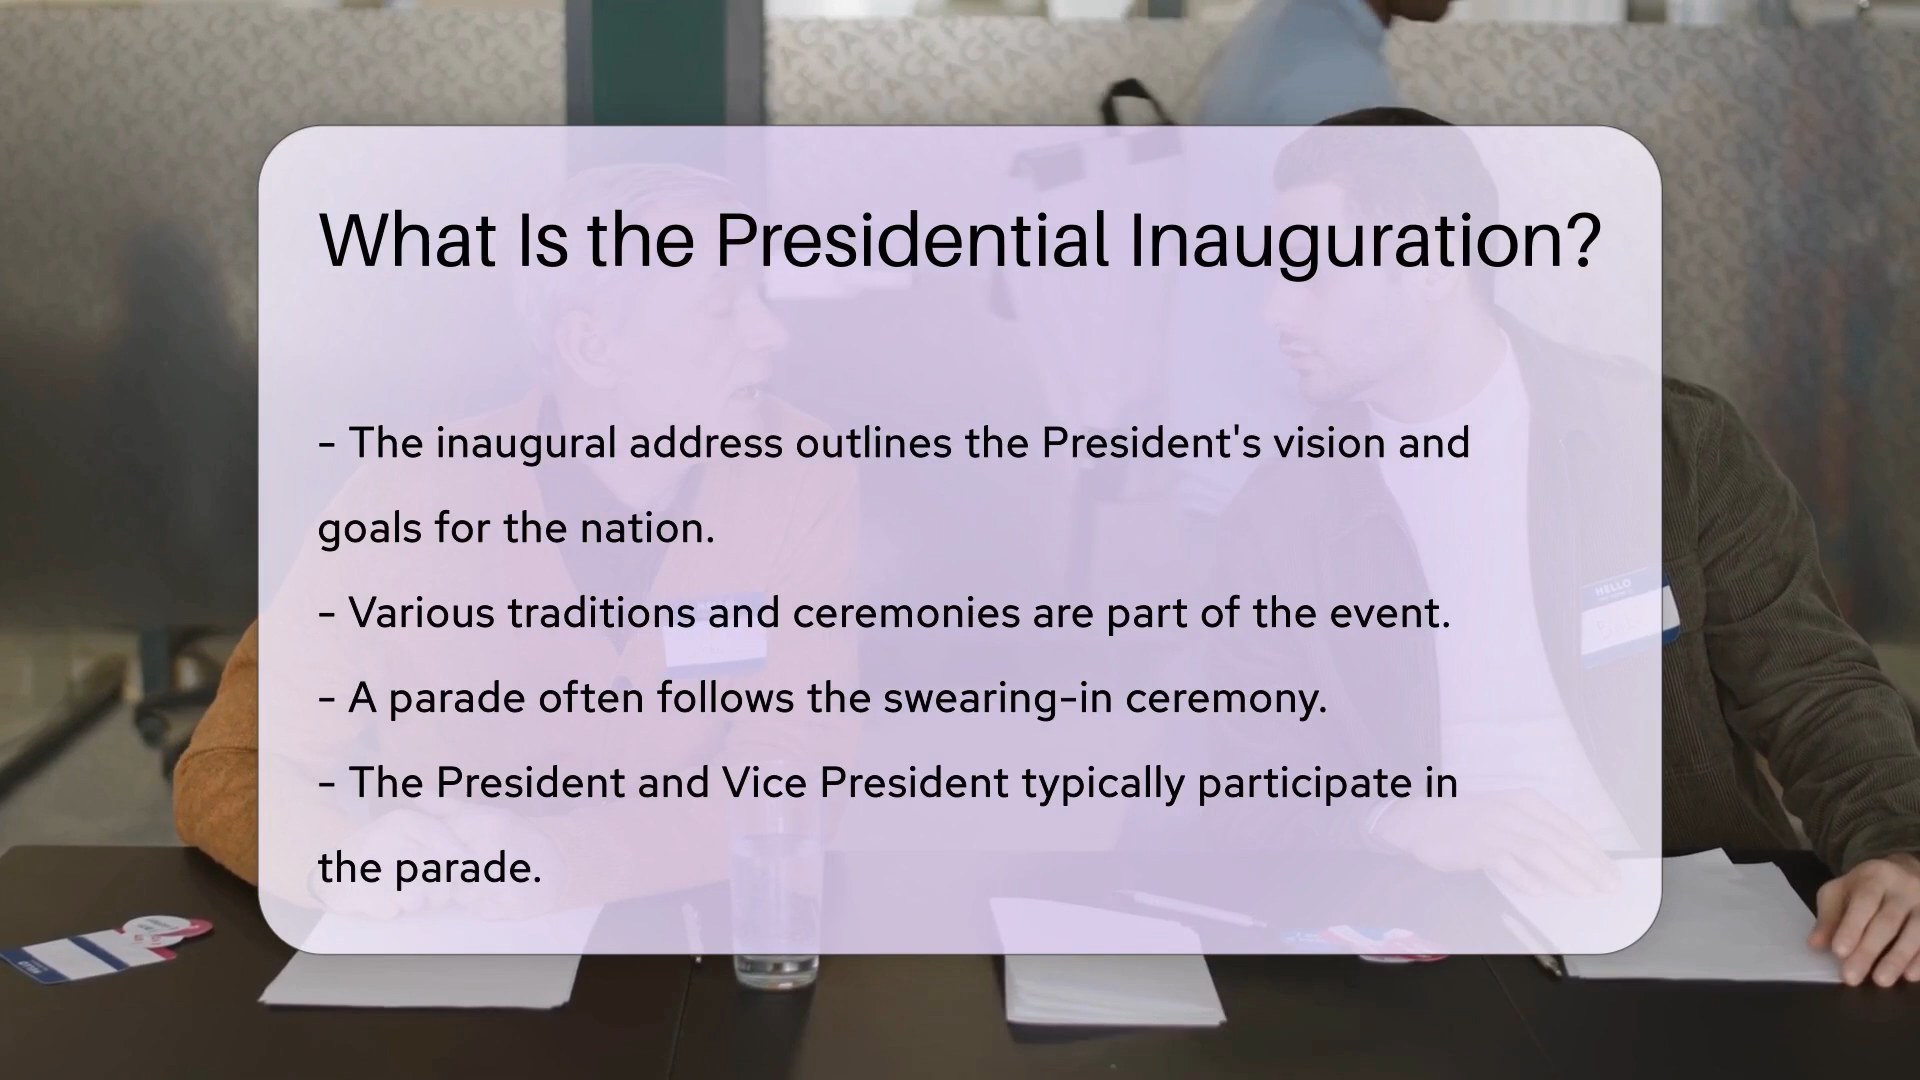 What Is the Presidential Inauguration?
- The inaugural address outlines the President's vision and
goals for the nation.
- Various traditions and ceremonies are part of the event.
- A parade often follows the swearing-in ceremony.
- The President and Vice President typically participate in
the parade.
HELLO